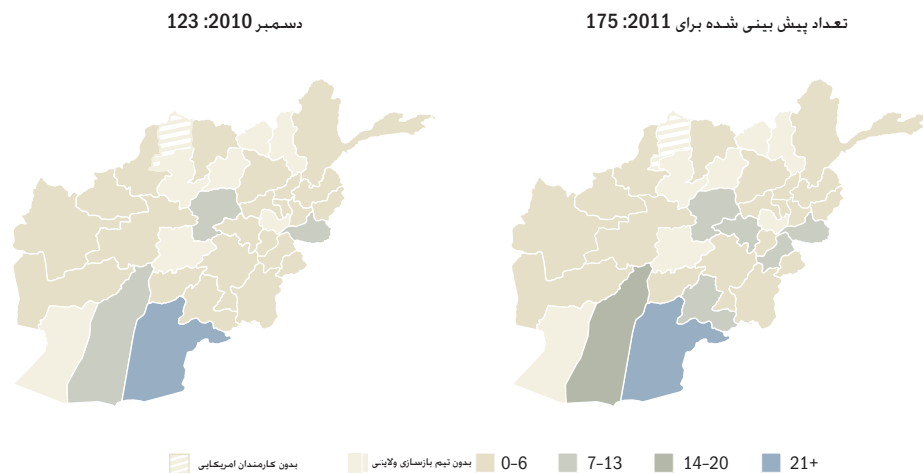 تعداد پیش بینی شده برای 2011: 175
دسمبر 2010: 123
بدون کارمندان امریکایی
بدون تیم بازسازی ولایتی
0–6
7–13
14–20
21+